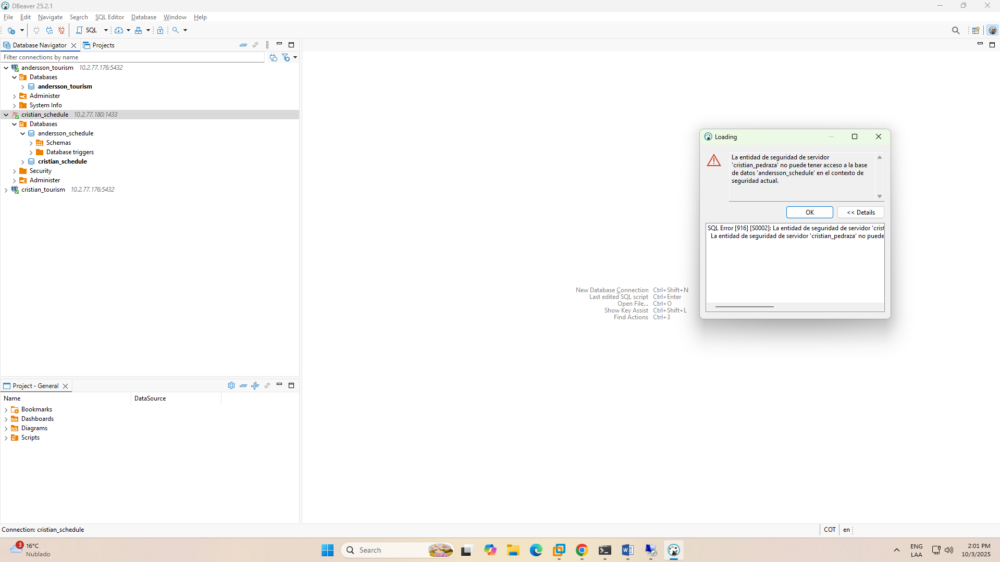 DBeaver 25.2.1
File Edit Navigate Search SQL Editor Database Window Help
SQL
Database Navigator
Projects
Filter connections by name
andersson_tourism 10.2.77.176:5432
Databases
andersson_tourism
Administer
System Info
cristian_schedule 10.2.77.180:1433
Databases
andersson_schedule
Schemas
Database triggers
cristian_schedule
Security
Administer
cristian_tourism 10.2.77.176:5432
New Database Connection Ctrl+Shift+N
Last edited SQL script Ctrl+Enter
Open File... Ctrl+O
Show Key Assist Ctrl+Shift+L
Find Actions Ctrl+3
Loading
La entidad de seguridad de servidor
'cristian_pedraza' no puede tener acceso a la base
de datos 'andersson_schedule' en el contexto de
seguridad actual.
OK
<< Details
SQL Error [916] [S0002]: La entidad de seguridad de servidor 'crist
La entidad de seguridad de servidor 'cristian_pedraza' no puede
Project - General
Name DataSource
Bookmarks
Dashboards
Diagrams
Scripts
Connection: cristian_schedule
COT en
3
16°C
Nublado
Search
ENG
LAA
2:01 PM
10/3/2025